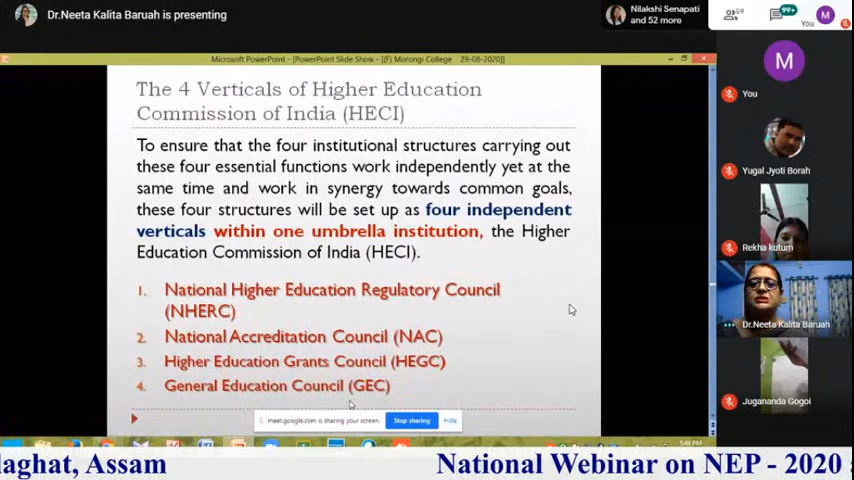 Dr.Neeta Kalita Baruah is presenting
Nilakshi Senapati
and 52 more
59
99+
You
M
Microsoft PowerPoint - [PowerPoint Slide Show - [(F) Morongi College 29-08-2020]]
The 4 Verticals of Higher Education
Commission of India (HECI)
To ensure that the four institutional structures carrying out
these four essential functions work independently yet at the
same time and work in synergy towards common goals,
these four structures will be set up as four independent
verticals within one umbrella institution, the Higher
Education Commission of India (HECI).
1. National Higher Education Regulatory Council
(NHERC)
2. National Accreditation Council (NAC)
3. Higher Education Grants Council (HEGC)
4. General Education Council (GEC)
meet.google.com is sharing your screen.
Stop sharing
Hide
5:48 PM
M
You
Yugal Jyoti Borah
Rekha kutum
Dr.Neeta Kalita Baruah
Jugananda Gogoi
laghat, Assam
National Webinar on NEP - 2020